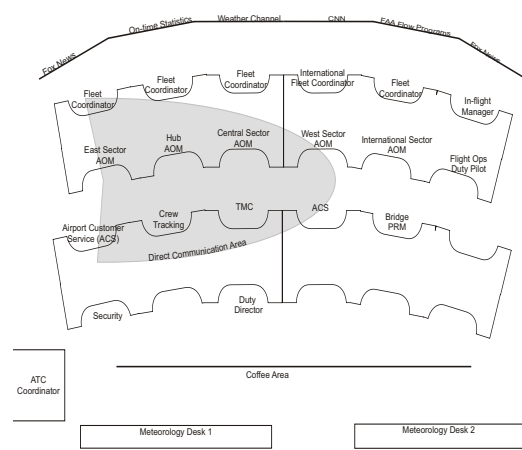 Fox News
On-time Statistics
Weather Channel
CNN
FAA Flow Programs
Fox News
Fleet
Coordinator
Fleet
Coordinator
Fleet
Coordinator
International
Fleet Coordinator
Fleet
Coordinator
In-flight
Manager
East Sector
AOM
Hub
AOM
Central Sector
AOM
West Sector
AOM
International Sector
AOM
Flight Ops
Duty Pilot
Airport Customer
Service (ACS)
Crew
Tracking
TMC
ACS
Bridge
PRM
Direct Communication Area
Security
Duty
Director
ATC
Coordinator
Coffee Area
Meteorology Desk 1
Meteorology Desk 2